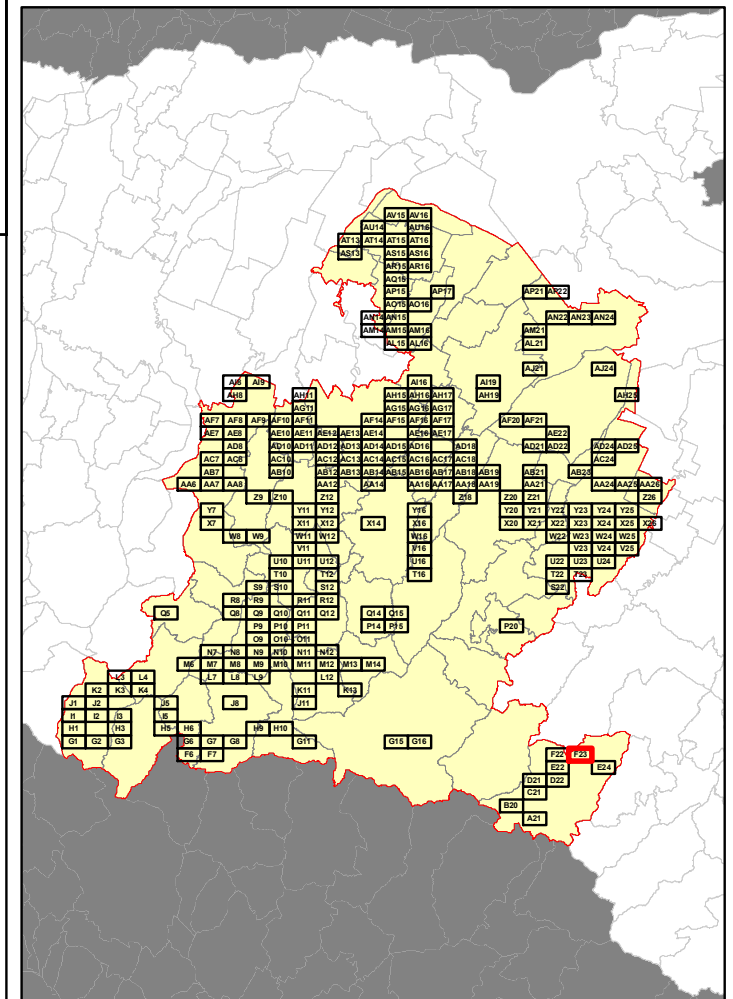 AV15 AV16
AU14 AU16
AT13 AT14 AT15 AT16
AS13 AS15 AS16
AR15 AR16
AQ15
AP15 AP17 AP21 AP22
AO15 AO16
AN14 AN15 AN22 AN23 AN24
AM14 AM15 AM16 AM21
AL15 AL16 AL21
AJ21 AJ24
AI8 AI9 AI16 AI19
AH8 AH11 AH15 AH16 AH17 AH19 AH25
AG11 AG15 AG16 AG17
AF7 AF8 AF9 AF10 AF11 AF14 AF15 AF16 AF17 AF20 AF21
AE7 AE8 AE10 AE11 AE12 AE13 AE14 AE16 AE17 AE22
AD8 AD10 AD11 AD12 AD13 AD14 AD15 AD16 AD18 AD21 AD22 AD24 AD25
AC7 AC8 AC10 AC12 AC13 AC14 AC15 AC16 AC17 AC18 AC24
AB7 AB10 AB12 AB13 AB14 AB15 AB16 AB17 AB18 AB19 AB21 AB23
AA6 AA7 AA8 AA12 AA14 AA16 AA17 AA18 AA19 AA21 AA24 AA25 AA26
Z9 Z10 Z12 Z18 Z20 Z21 Z26
Y7 Y11 Y12 Y16 Y20 Y21 Y22 Y23 Y24 Y25
X7 X11 X12 X14 X16 X20 X21 X22 X23 X24 X25 X26
W8 W9 W11 W12 W16 W22 W23 W24 W25
V11 V16 V23 V24 V25
U10 U11 U12 U16 U22 U23 U24
T10 T12 T16 T22 T23
S9 S10 S12 S22
R8 R9 R11 R12
Q5 Q8 Q9 Q10 Q11 Q12 Q14 Q15
P9 P10 P11 P14 P15 P20
O9 O10 O11
N7 N8 N9 N10 N11 N12
M6 M7 M8 M9 M10 M11 M12 M13 M14
L3 L4 L7 L8 L9 L12
K2 K3 K4 K11 K13
J1 J2 J5 J8 J11
I1 I2 I3 I5
H1 H3 H5 H6 H9 H10
G1 G2 G3 G6 G7 G8 G11 G15 G16
F6 F7 F22 F23
E22 E24
D21 D22
C21
B20
A21